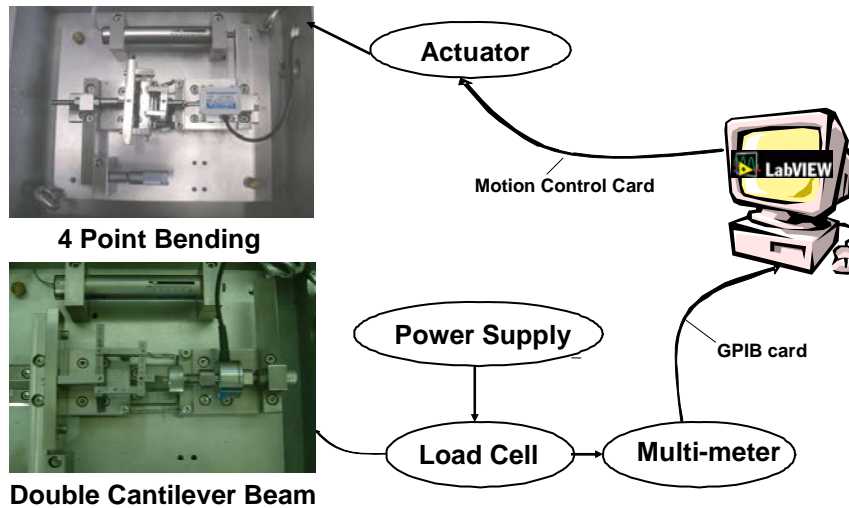 Actuator
LabVIEW
Motion Control Card
4 Point Bending
Power Supply
GPIB card
Load Cell
Multi-meter
Double Cantilever Beam